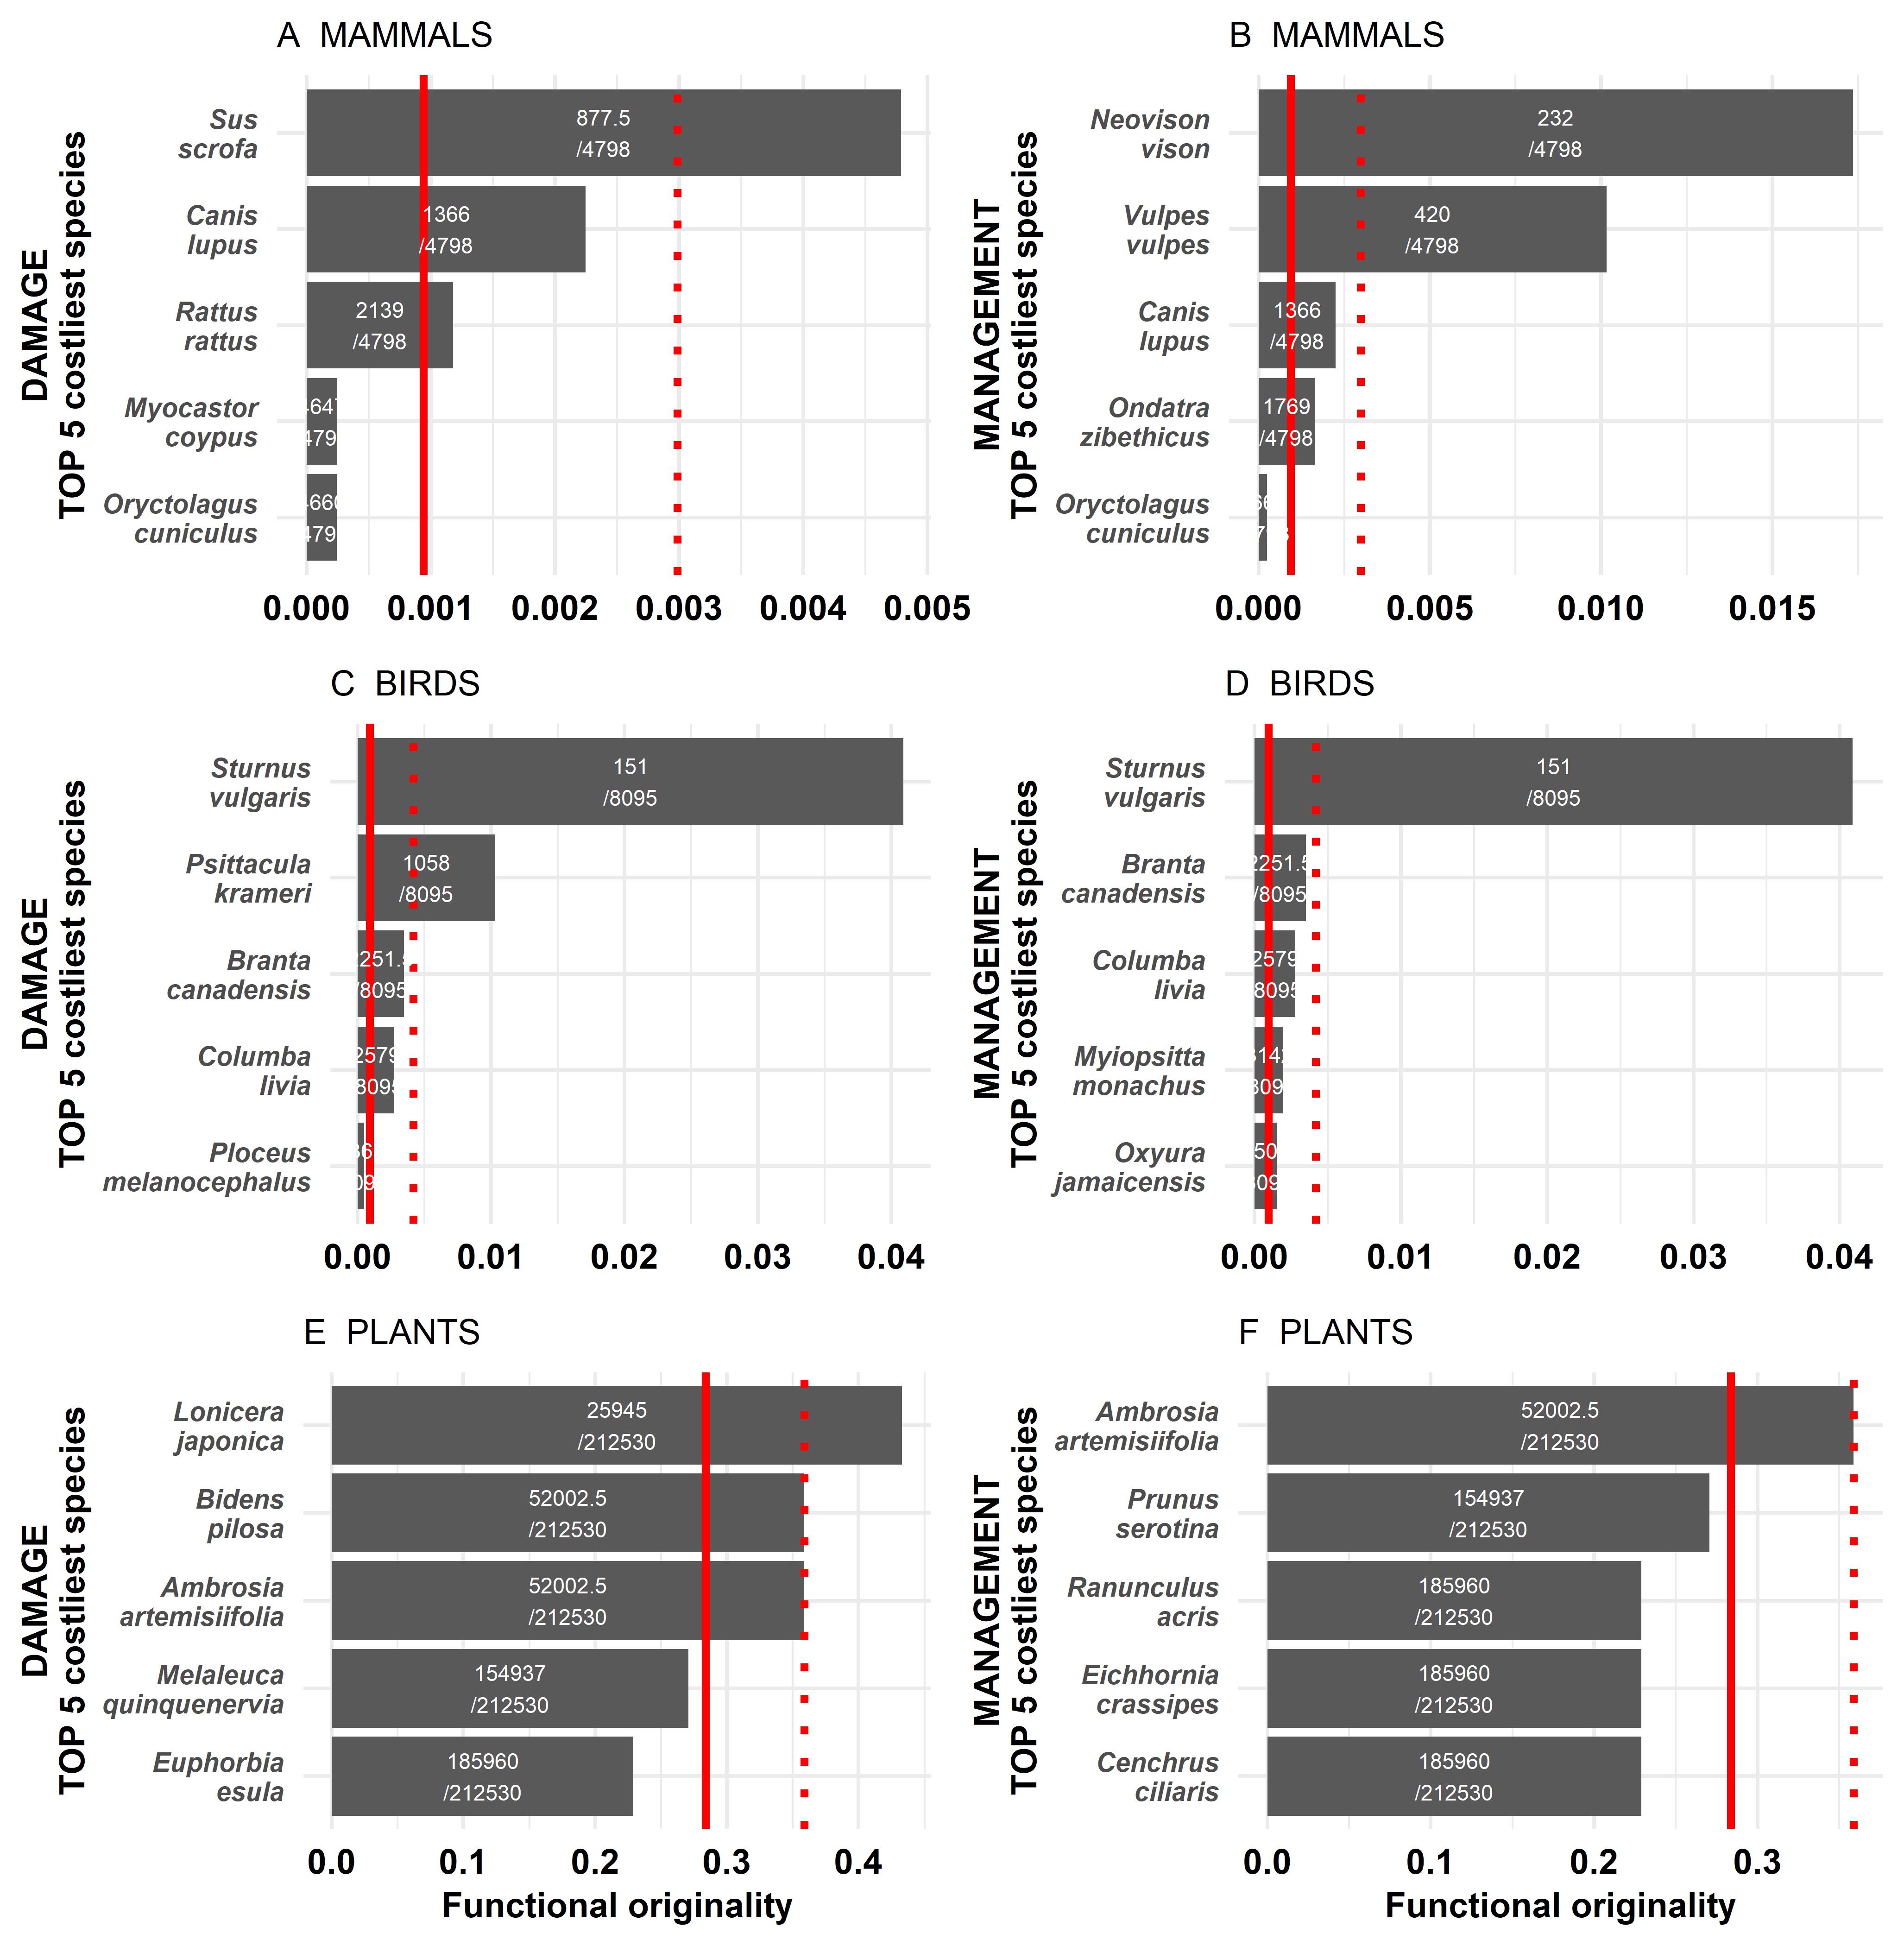 A MAMMALS
DAMAGE
TOP 5 costliest species
Sus
scrofa
877.5
/4798
Canis
lupus
1366
/4798
Rattus
rattus
2139
/4798
Myocastor
coypus
Oryctolagus
cuniculus
0.000 0.001 0.002 0.003 0.004 0.005
B MAMMALS
MANAGEMENT
TOP 5 costliest species
Neovison
vison
232
/4798
Vulpes
vulpes
420
/4798
Canis
lupus
1366
/4798
Ondatra
zibethicus
1769
/4798
Oryctolagus
cuniculus
0.000 0.005 0.010 0.015
C BIRDS
DAMAGE
TOP 5 costliest species
Sturnus
vulgaris
151
/8095
Psittacula
krameri
1058
/8095
Branta
canadensis
2251.5
/8095
Columba
livia
2579
8095
Ploceus
melanocephalus
0.00 0.01 0.02 0.03 0.04
D BIRDS
MANAGEMENT
TOP 5 costliest species
Sturnus
vulgaris
151
/8095
Branta
canadensis
2251.5
/8095
Columba
livia
2579
8095
Myiopsitta
monachus
Oxyura
jamaicensis
0.00 0.01 0.02 0.03 0.04
E PLANTS
DAMAGE
TOP 5 costliest species
Lonicera
japonica
25945
/212530
Bidens
pilosa
52002.5
/212530
Ambrosia
artemisiifolia
52002.5
/212530
Melaleuca
quinquenervia
154937
/212530
Euphorbia
esula
185960
/212530
0.0 0.1 0.2 0.3 0.4
Functional originality
F PLANTS
MANAGEMENT
TOP 5 costliest species
Ambrosia
artemisiifolia
52002.5
/212530
Prunus
serotina
154937
/212530
Ranunculus
acris
185960
/212530
Eichhornia
crassipes
185960
/212530
Cenchrus
ciliaris
185960
/212530
0.0 0.1 0.2 0.3
Functional originality